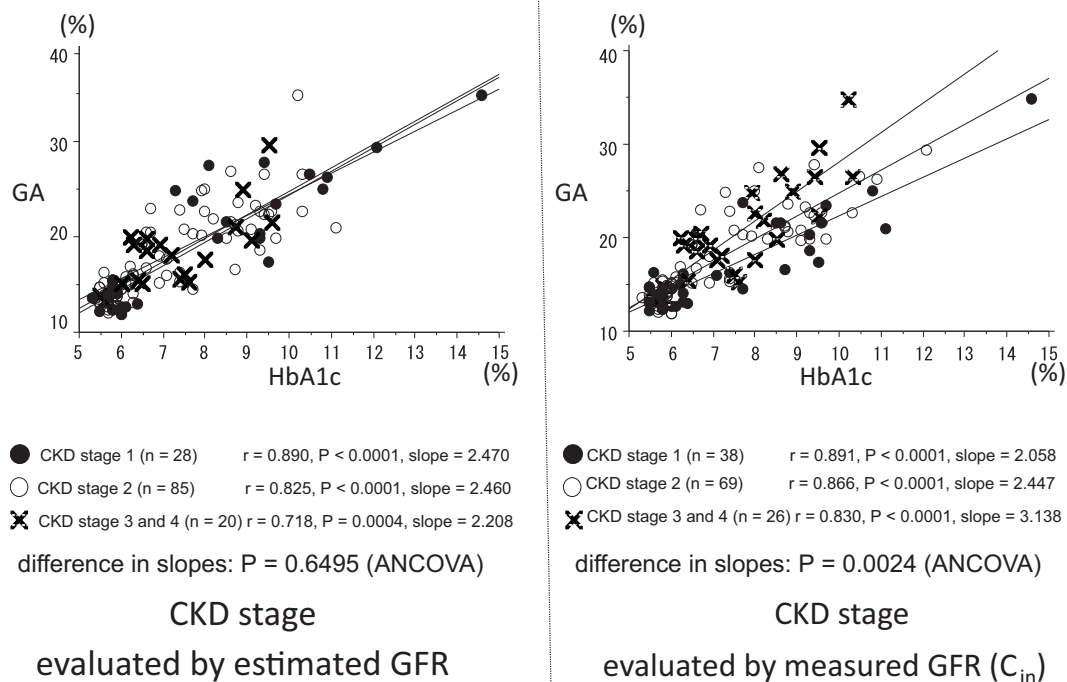 (%)
40
30
GA
20
10
5 6 7 8 9 10 11 12 13 14 15
HbA1c
(%)
CKD stage 1 (n = 28) r = 0.890, P < 0.0001, slope = 2.470
CKD stage 2 (n = 85) r = 0.825, P < 0.0001, slope = 2.460
CKD stage 3 and 4 (n = 20) r = 0.718, P = 0.0004, slope = 2.208
difference in slopes: P = 0.6495 (ANCOVA)
CKD stage
evaluated by estimated GFR
(%)
40
30
GA
20
10
5 6 7 8 9 10 11 12 13 14 15
HbA1c
(%)
CKD stage 1 (n = 38) r = 0.891, P < 0.0001, slope = 2.058
CKD stage 2 (n = 69) r = 0.866, P < 0.0001, slope = 2.447
CKD stage 3 and 4 (n = 26) r = 0.830, P < 0.0001, slope = 3.138
difference in slopes: P = 0.0024 (ANCOVA)
CKD stage
evaluated by measured GFR (Cin)